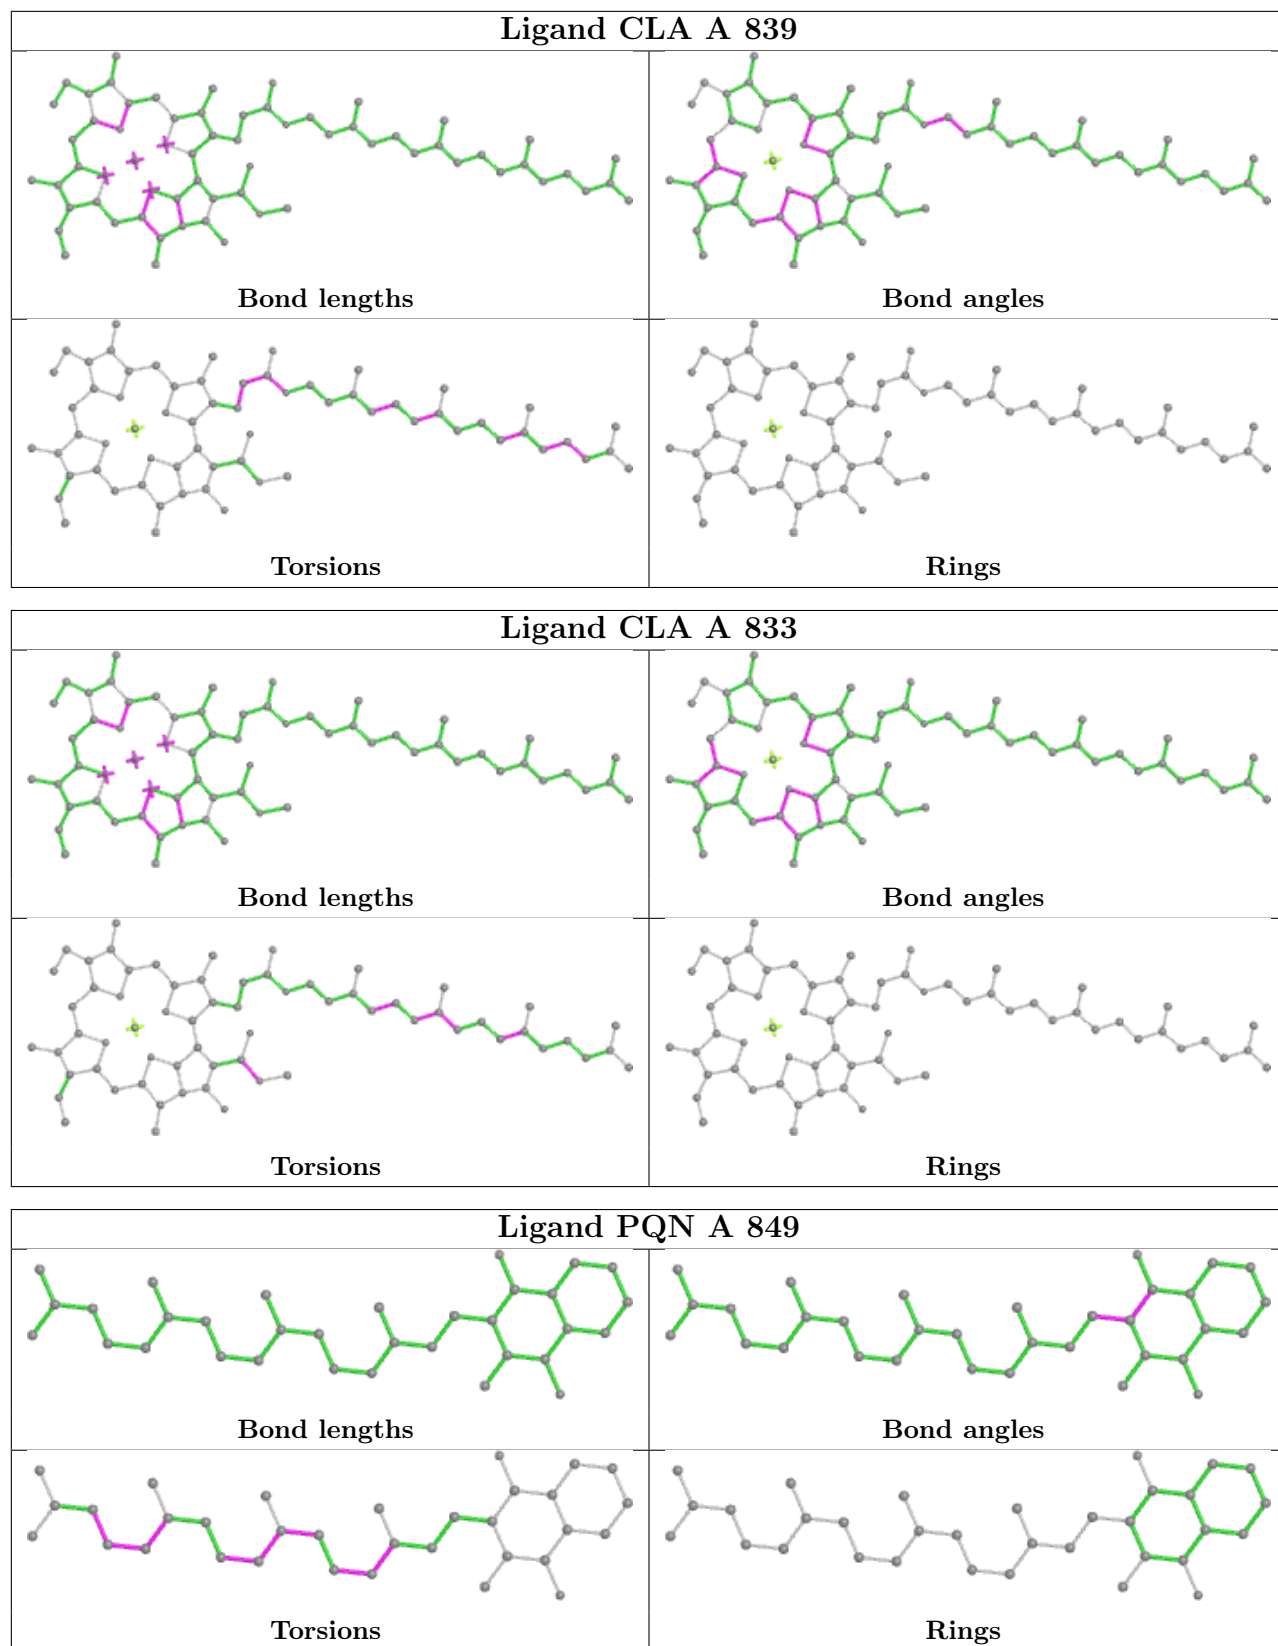 Ligand CLA A 839
Bond lengths
Bond angles
Torsions
Rings
Ligand CLA A 833
Bond lengths
Bond angles
Torsions
Rings
Ligand PQN A 849
Bond lengths
Bond angles
Torsions
Rings